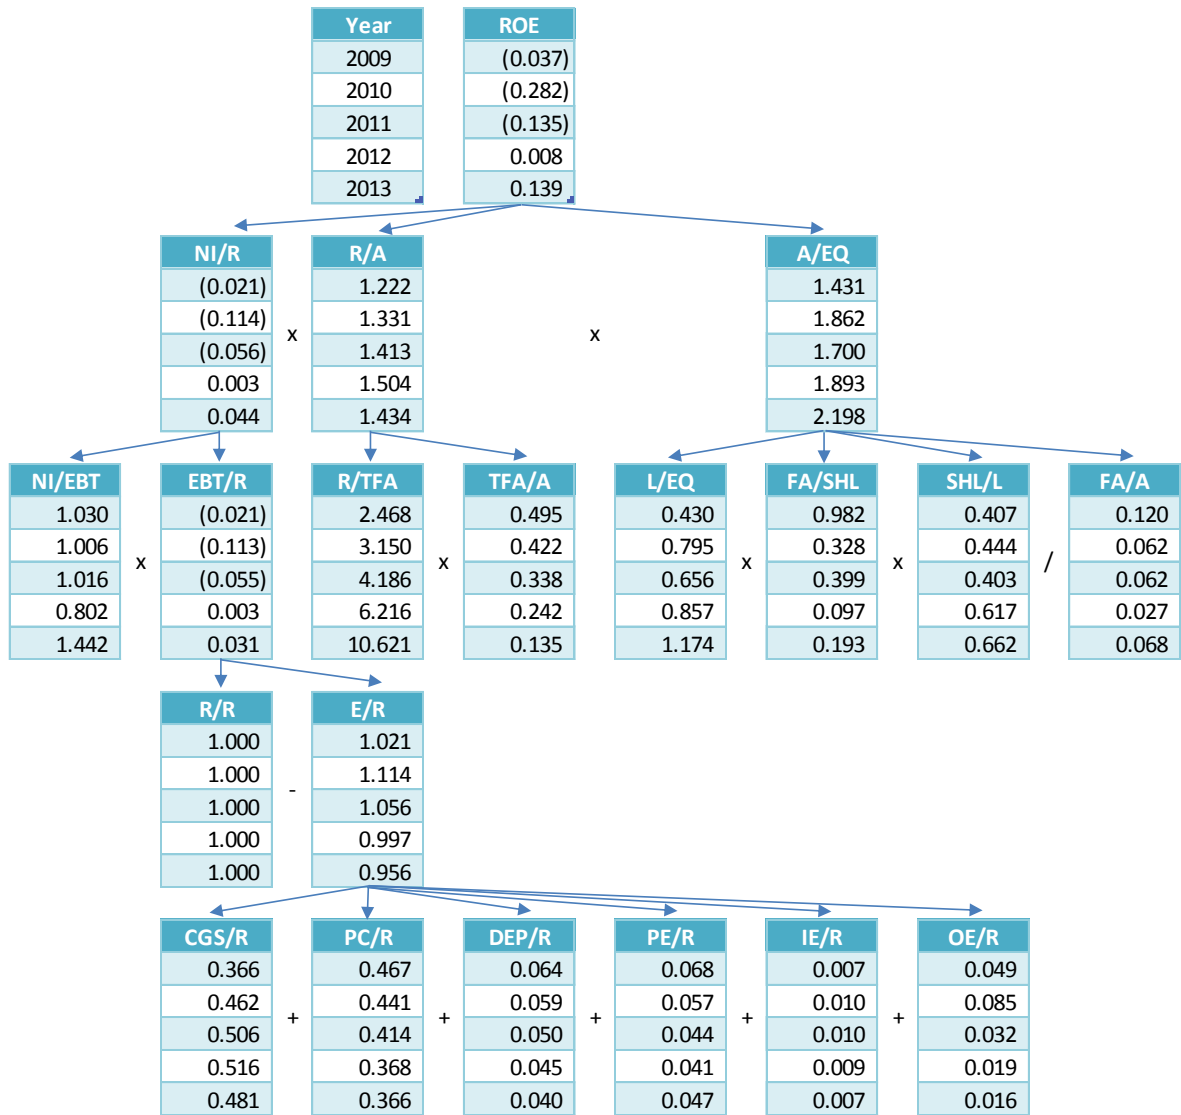 Year ROE
2009 (0.037)
2010 (0.282)
2011 (0.135)
2012 0.008
2013 0.139
NI/R R/A A/EQ
(0.021) 1.222 1.431
(0.114) 1.331 1.862
x x
(0.056) 1.413 1.700
0.003 1.504 1.893
0.044 1.434 2.198
NI/EBT EBT/R R/TFA TFA/A L/EQ FA/SHL SHL/L FA/A
1.030 (0.021) 2.468 0.495 0.430 0.982 0.407 0.120
1.006 (0.113) 3.150 0.422 0.795 0.328 0.444 0.062
x x x x /
1.016 (0.055) 4.186 0.338 0.656 0.399 0.403 0.062
0.802 0.003 6.216 0.242 0.857 0.097 0.617 0.027
1.442 0.031 10.621 0.135 1.174 0.193 0.662 0.068
R/R E/R
1.000 1.021
1.000 1.114
-
1.000 1.056
1.000 0.997
1.000 0.956
CGS/R PC/R DEP/R PE/R IE/R OE/R
0.366 0.467 0.064 0.068 0.007 0.049
0.462 0.441 0.059 0.057 0.010 0.085
+ + + + +
0.506 0.414 0.050 0.044 0.010 0.032
0.516 0.368 0.045 0.041 0.009 0.019
0.481 0.366 0.040 0.047 0.007 0.016